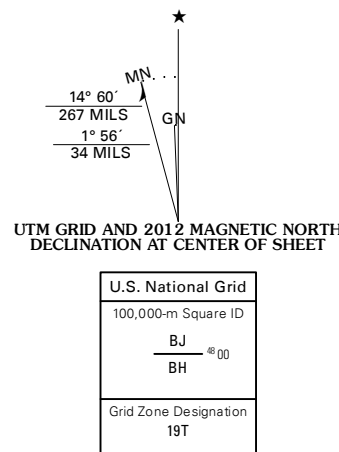 ★
MN
14° 60´
267 MILS
GN
1° 56´
34 MILS
UTM GRID AND 2012 MAGNETIC NORTH
DECLINATION AT CENTER OF SHEET
U.S. National Grid
100,000-m Square ID
BJ
48 00
BH
Grid Zone Designation
19T